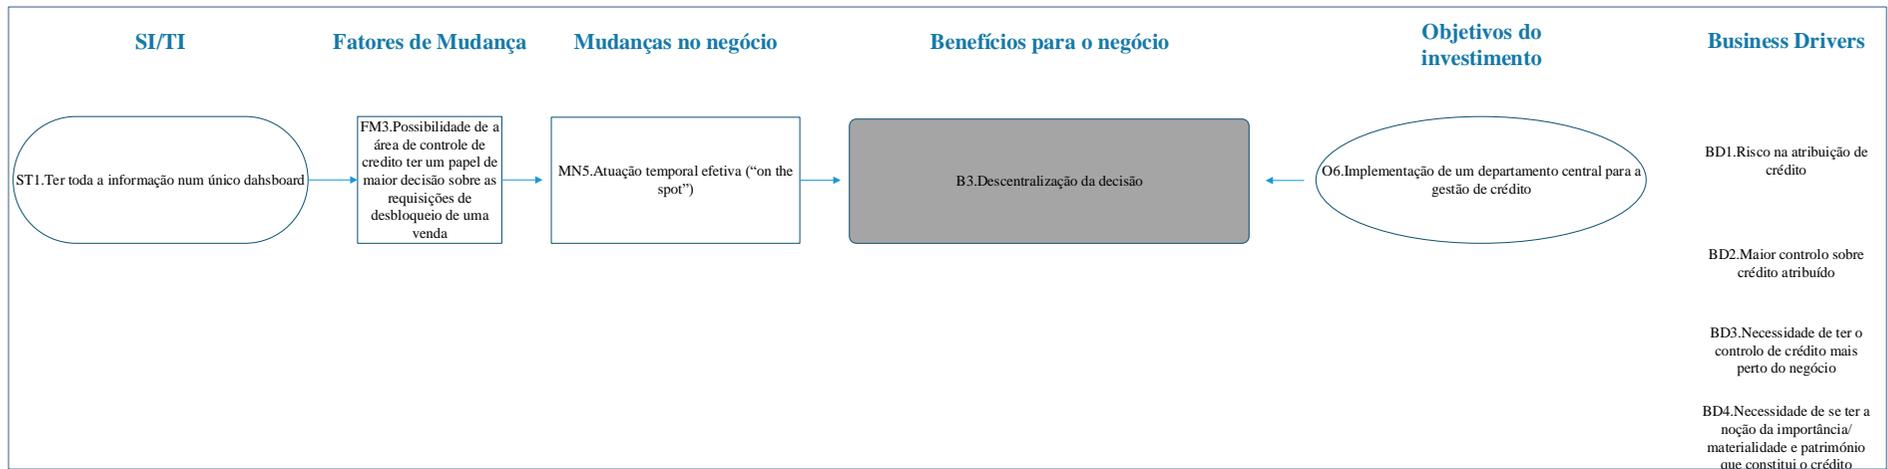 SI/TI
Fatores de Mudança
Mudanças no negócio
Benefícios para o negócio
Objetivos do
investimento
Business Drivers
ST1.Ter toda a informação num único dahsboard
FM3.Possibilidade de a
área de controle de
credito ter um papel de
maior decisão sobre as
requisições de
desbloqueio de uma
venda
MN5.Atuação temporal efetiva (“on the
spot”)
B3.Descentralização da decisão
O6.Implementação de um departamento central para a
gestão de crédito
BD1.Risco na atribuição de
crédito
BD2.Maior controlo sobre
crédito atribuído
BD3.Necessidade de ter o
controlo de crédito mais
perto do negócio
BD4.Necessidade de se ter a
noção da importância/
materialidade e património
que constitui o crédito